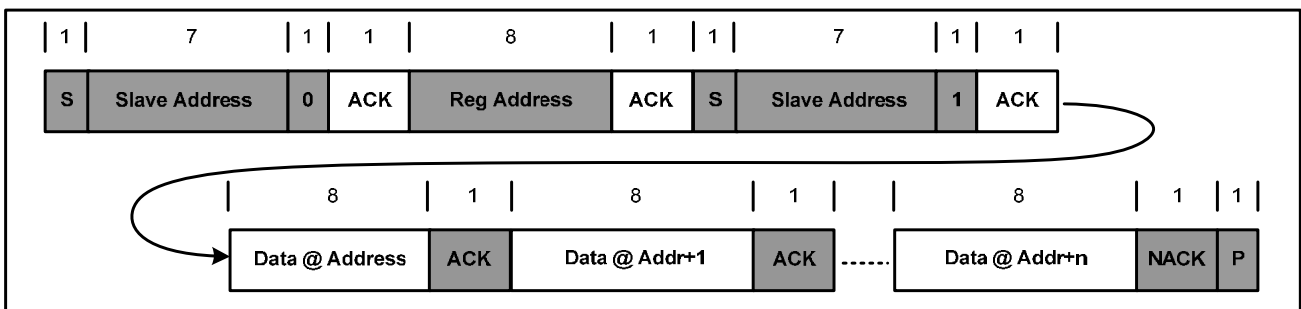 1 7 1 1 8 1 1 7 1 1
S Slave Address 0 ACK Reg Address ACK S Slave Address 1 ACK
8 1 8 1 8 1 1
Data @ Address ACK Data @ Addr+1 ACK Data @ Addr+n NACK P